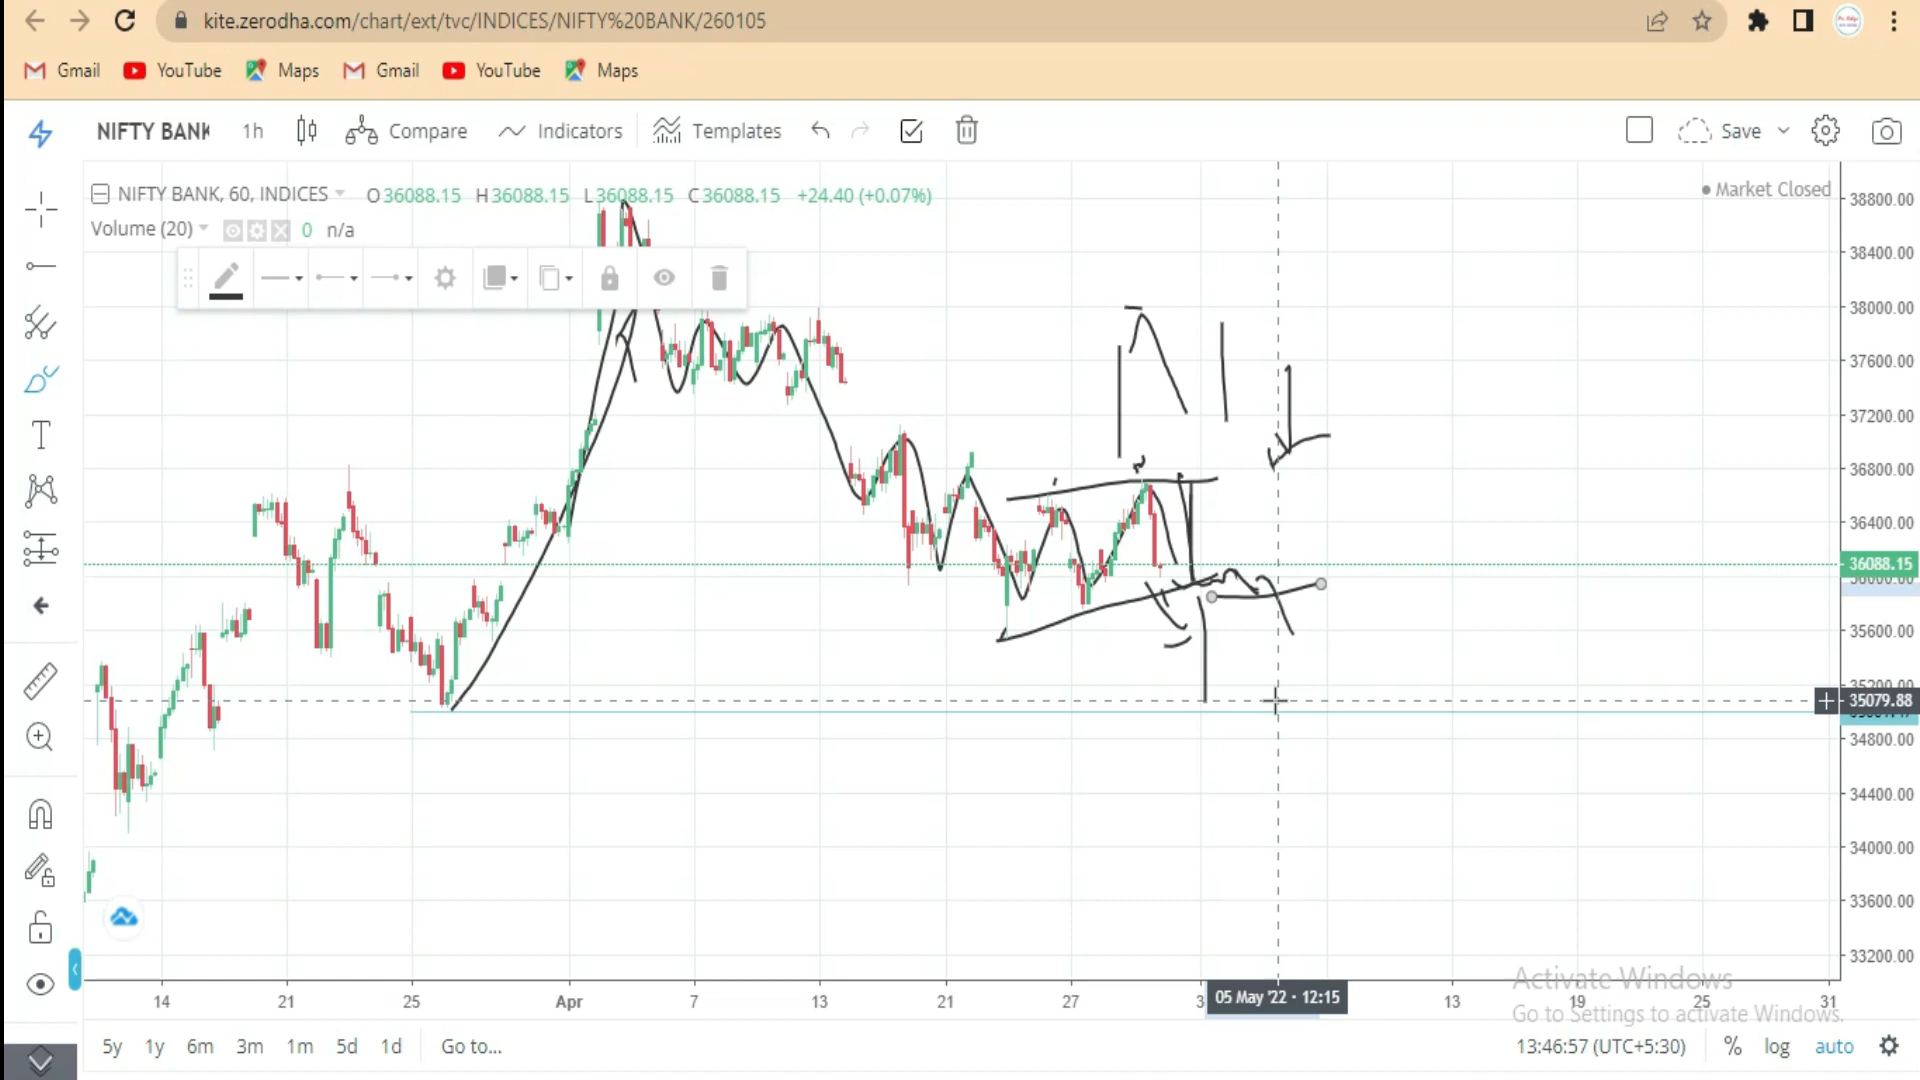 kite.zerodha.com/chart/ext/tvc/INDICES/NIFTY%20BANK/260105
Gmail YouTube Maps Gmail YouTube Maps
NIFTY BANK 1h Compare Indicators Templates Save
NIFTY BANK, 60, INDICES O36088.15 H36088.15 L36088.15 C36088.15 +24.40 (+0.07%)
Market Closed
Volume (20) 0 n/a
38800.00
38400.00
38000.00
37600.00
37200.00
36800.00
36400.00
36088.15
36000.00
35600.00
35200.00
35079.88
34800.00
34400.00
34000.00
33600.00
33200.00
14 21 25 Apr 7 13 21 27 3 05 May '22 · 12:15 13 19 25 31
Activate Windows
Go to Settings to activate Windows.
5y 1y 6m 3m 1m 5d 1d Go to... 13:46:57 (UTC+5:30) % log auto